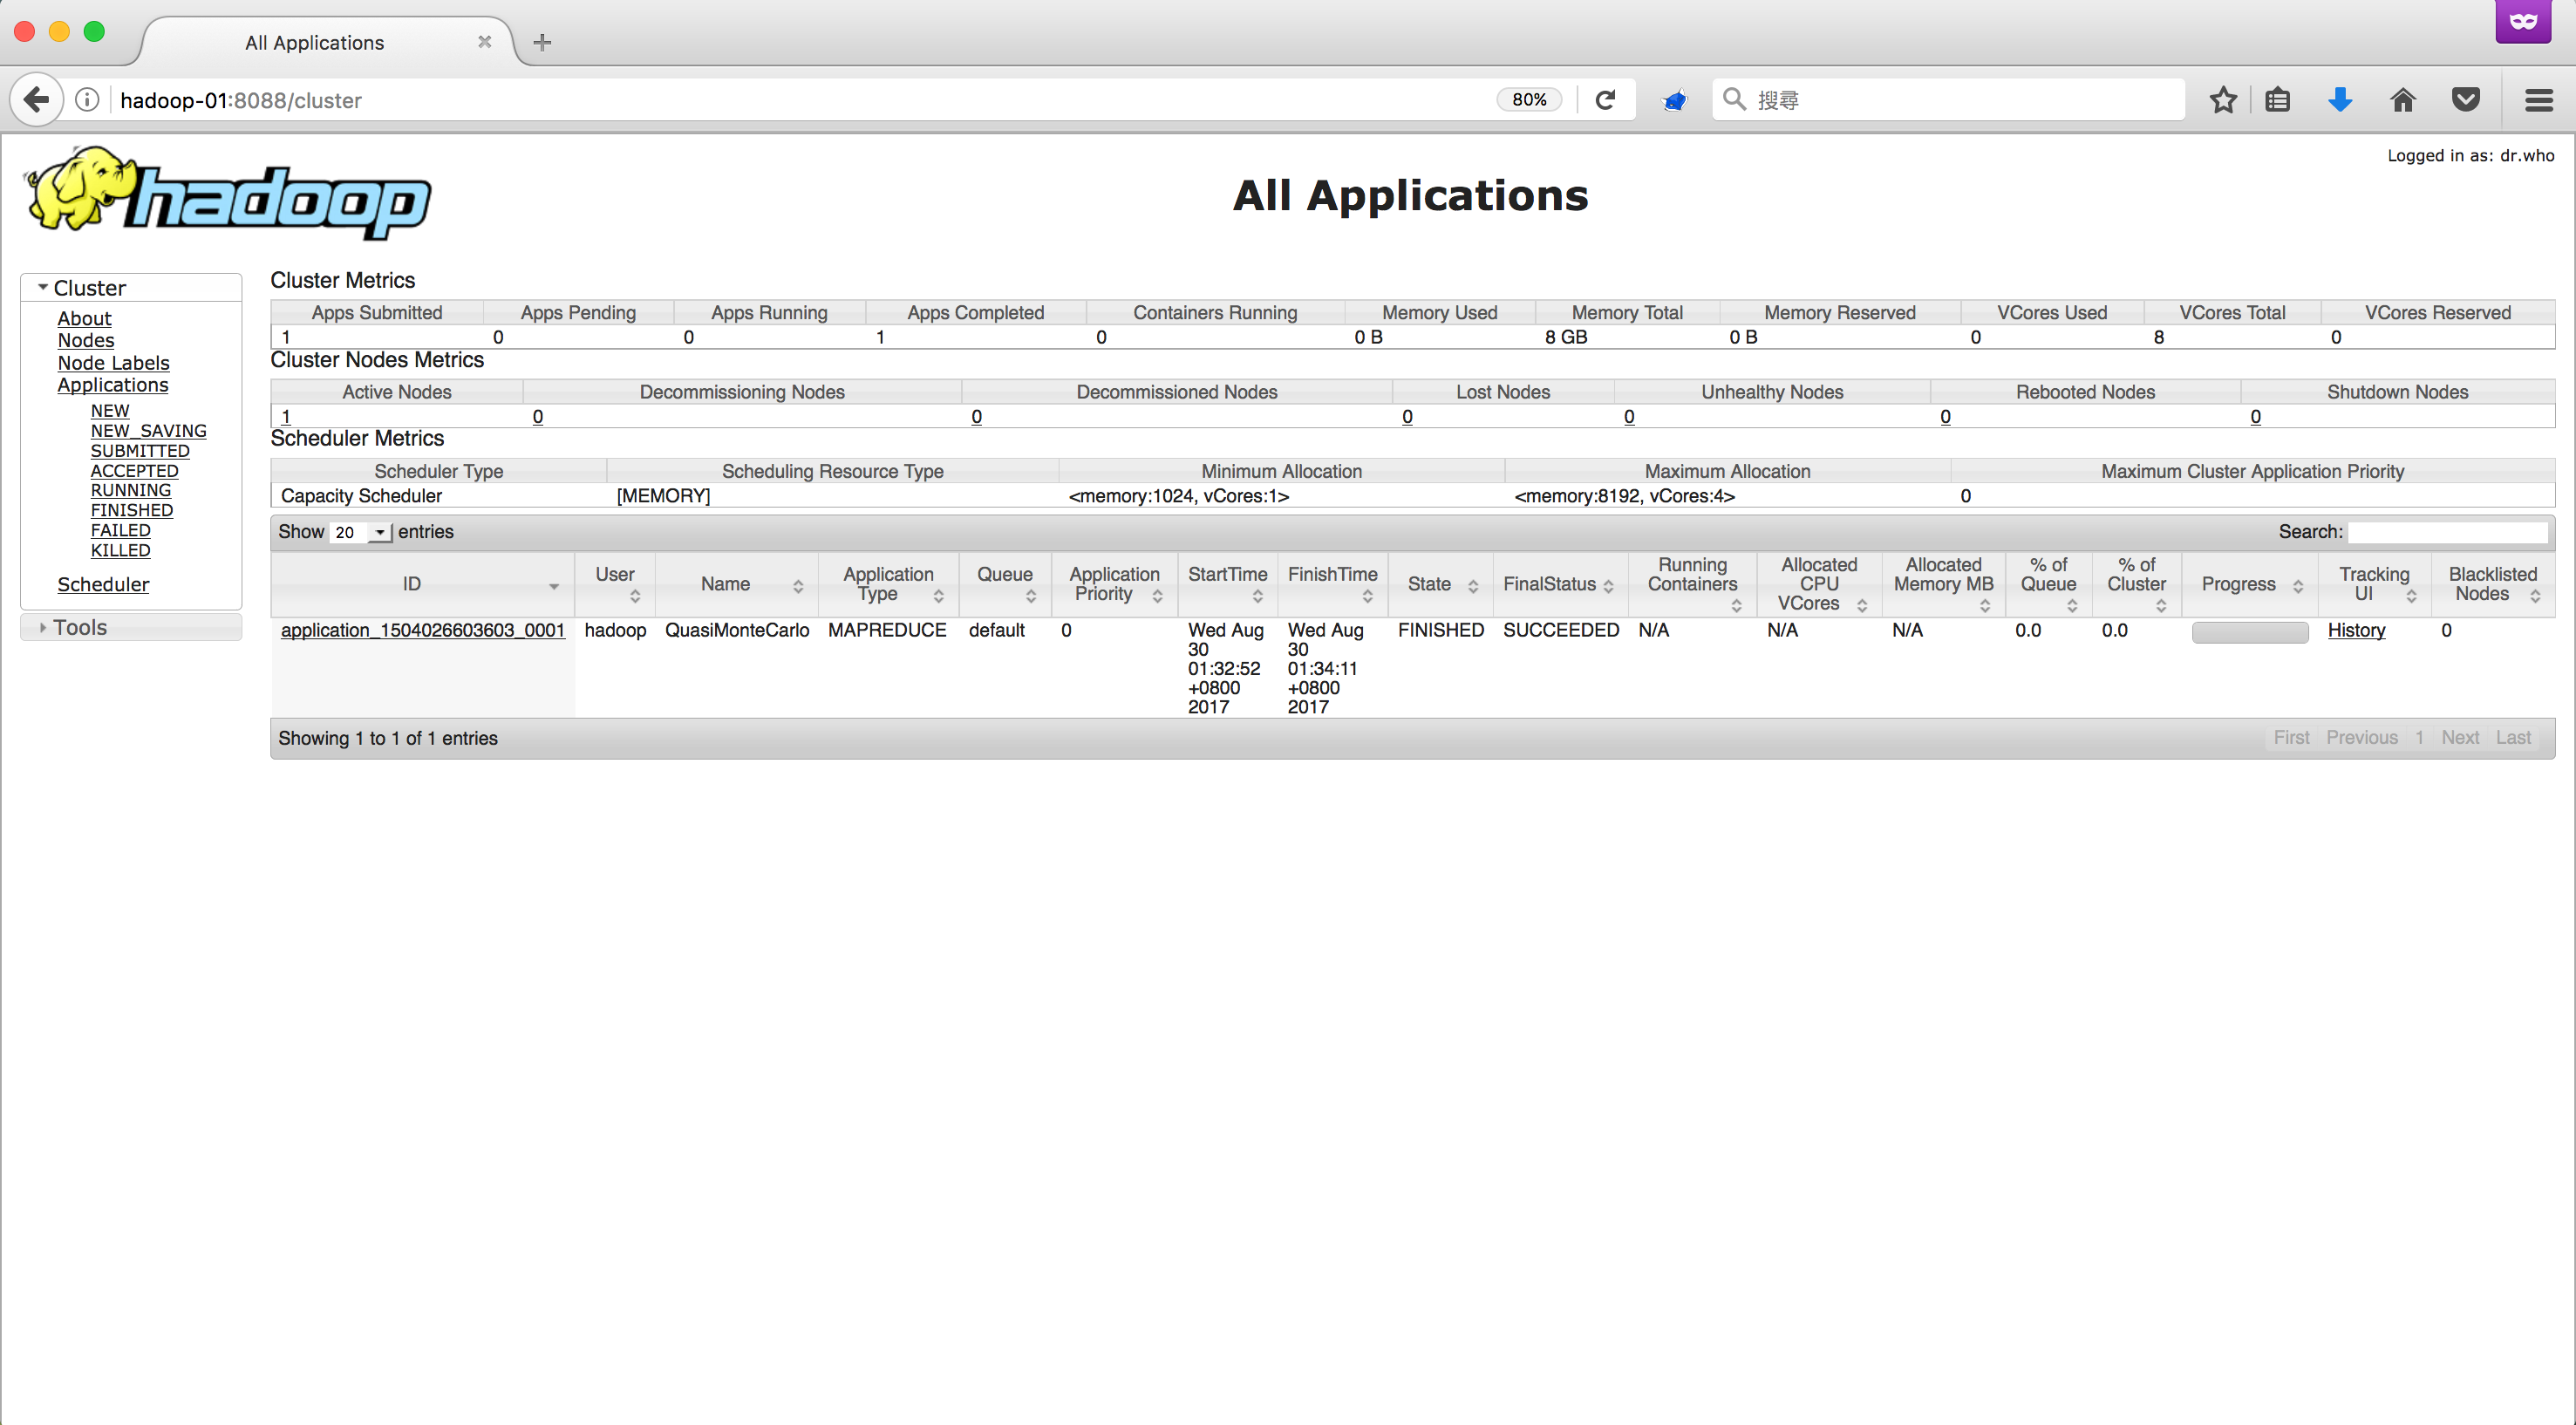 All Applications
hadoop-01:8088/cluster
80%
搜尋
hadoop
Logged in as: dr.who
All Applications
Cluster
About
Nodes
Node Labels
Applications
NEW
NEW_SAVING
SUBMITTED
ACCEPTED
RUNNING
FINISHED
FAILED
KILLED
Scheduler
Tools
Cluster Metrics
Apps Submitted Apps Pending Apps Running Apps Completed Containers Running Memory Used Memory Total Memory Reserved VCores Used VCores Total VCores Reserved
1 0 0 1 0 0 B 8 GB 0 B 0 8 0
Cluster Nodes Metrics
Active Nodes Decommissioning Nodes Decommissioned Nodes Lost Nodes Unhealthy Nodes Rebooted Nodes Shutdown Nodes
1 0 0 0 0 0 0
Scheduler Metrics
Scheduler Type Scheduling Resource Type Minimum Allocation Maximum Allocation Maximum Cluster Application Priority
Capacity Scheduler [MEMORY] <memory:1024, vCores:1> <memory:8192, vCores:4> 0
Show 20 entries Search:
ID User Name Application Type Queue Application Priority StartTime FinishTime State FinalStatus Running Containers Allocated CPU VCores Allocated Memory MB % of Queue % of Cluster Progress Tracking UI Blacklisted Nodes
application_1504026603603_0001 hadoop QuasiMonteCarlo MAPREDUCE default 0 Wed Aug 30 01:32:52 +0800 2017 Wed Aug 30 01:34:11 +0800 2017 FINISHED SUCCEEDED N/A N/A N/A 0.0 0.0 History 0
Showing 1 to 1 of 1 entries First Previous 1 Next Last